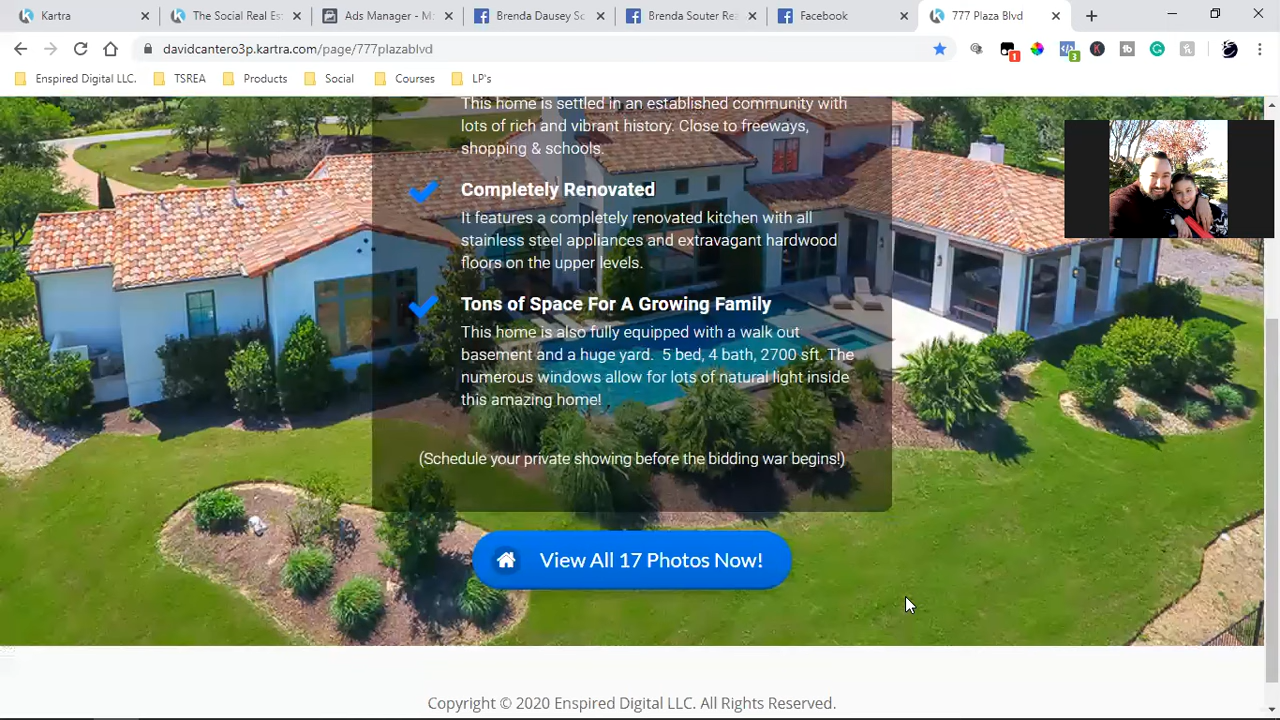 Kartra
The Social Real Es
Ads Manager - M
Brenda Dausey Sc
Brenda Souter Rea
Facebook
777 Plaza Blvd
davidcantero3p.kartra.com/page/777plazablvd
1
3
Enspired Digital LLC.
TSREA
Products
Social
Courses
LP's
This home is settled in an established community with
lots of rich and vibrant history. Close to freeways,
shopping & schools.
Completely Renovated
It features a completely renovated kitchen with all
stainless steel appliances and extravagant hardwood
floors on the upper levels.
Tons of Space For A Growing Family
This home is also fully equipped with a walk out
basement and a huge yard. 5 bed, 4 bath, 2700 sft. The
numerous windows allow for lots of natural light inside
this amazing home!
(Schedule your private showing before the bidding war begins!)
View All 17 Photos Now!
Copyright © 2020 Enspired Digital LLC. All Rights Reserved.